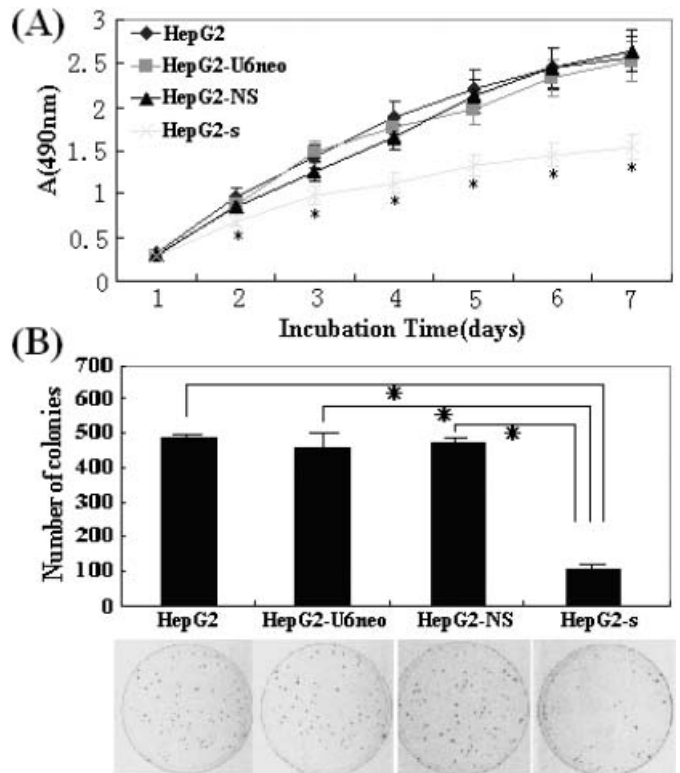 (A)
HepG2
HepG2-U6neo
HepG2-NS
HepG2-s
A(490nm)
3
2.5
2
1.5
1
0.5
0
* * * * * *
1 2 3 4 5 6 7
Incubation Time(days)
(B)
Number of colonies
700
600
500
400
300
200
100
0
*
*
*
HepG2 HepG2-U6neo HepG2-NS HepG2-s